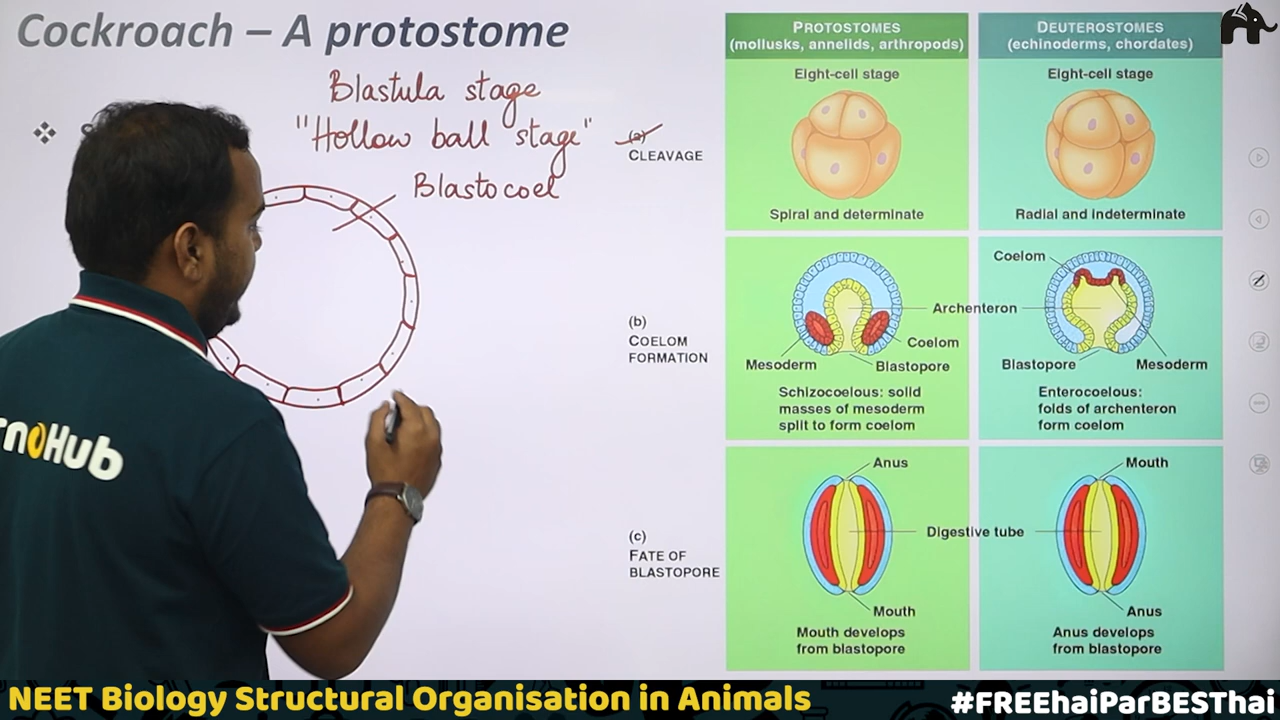 Cockroach – A protostome
Blastula stage
"Hollow ball stage"
Blastocoel
rnoHub
(a)
CLEAVAGE
(b)
COELOM
FORMATION
(c)
FATE OF
BLASTOPORE
PROTOSTOMES
(mollusks, annelids, arthropods)
DEUTEROSTOMES
(echinoderms, chordates)
Eight-cell stage
Eight-cell stage
Spiral and determinate
Radial and indeterminate
Coelom
Archenteron
Coelom
Mesoderm
Blastopore
Blastopore
Mesoderm
Schizocoelous: solid
masses of mesoderm
split to form coelom
Enterocoelous:
folds of archenteron
form coelom
Anus
Mouth
Digestive tube
Mouth
Anus
Mouth develops
from blastopore
Anus develops
from blastopore
NEET Biology Structural Organisation in Animals
#FREEhaiParBESThai